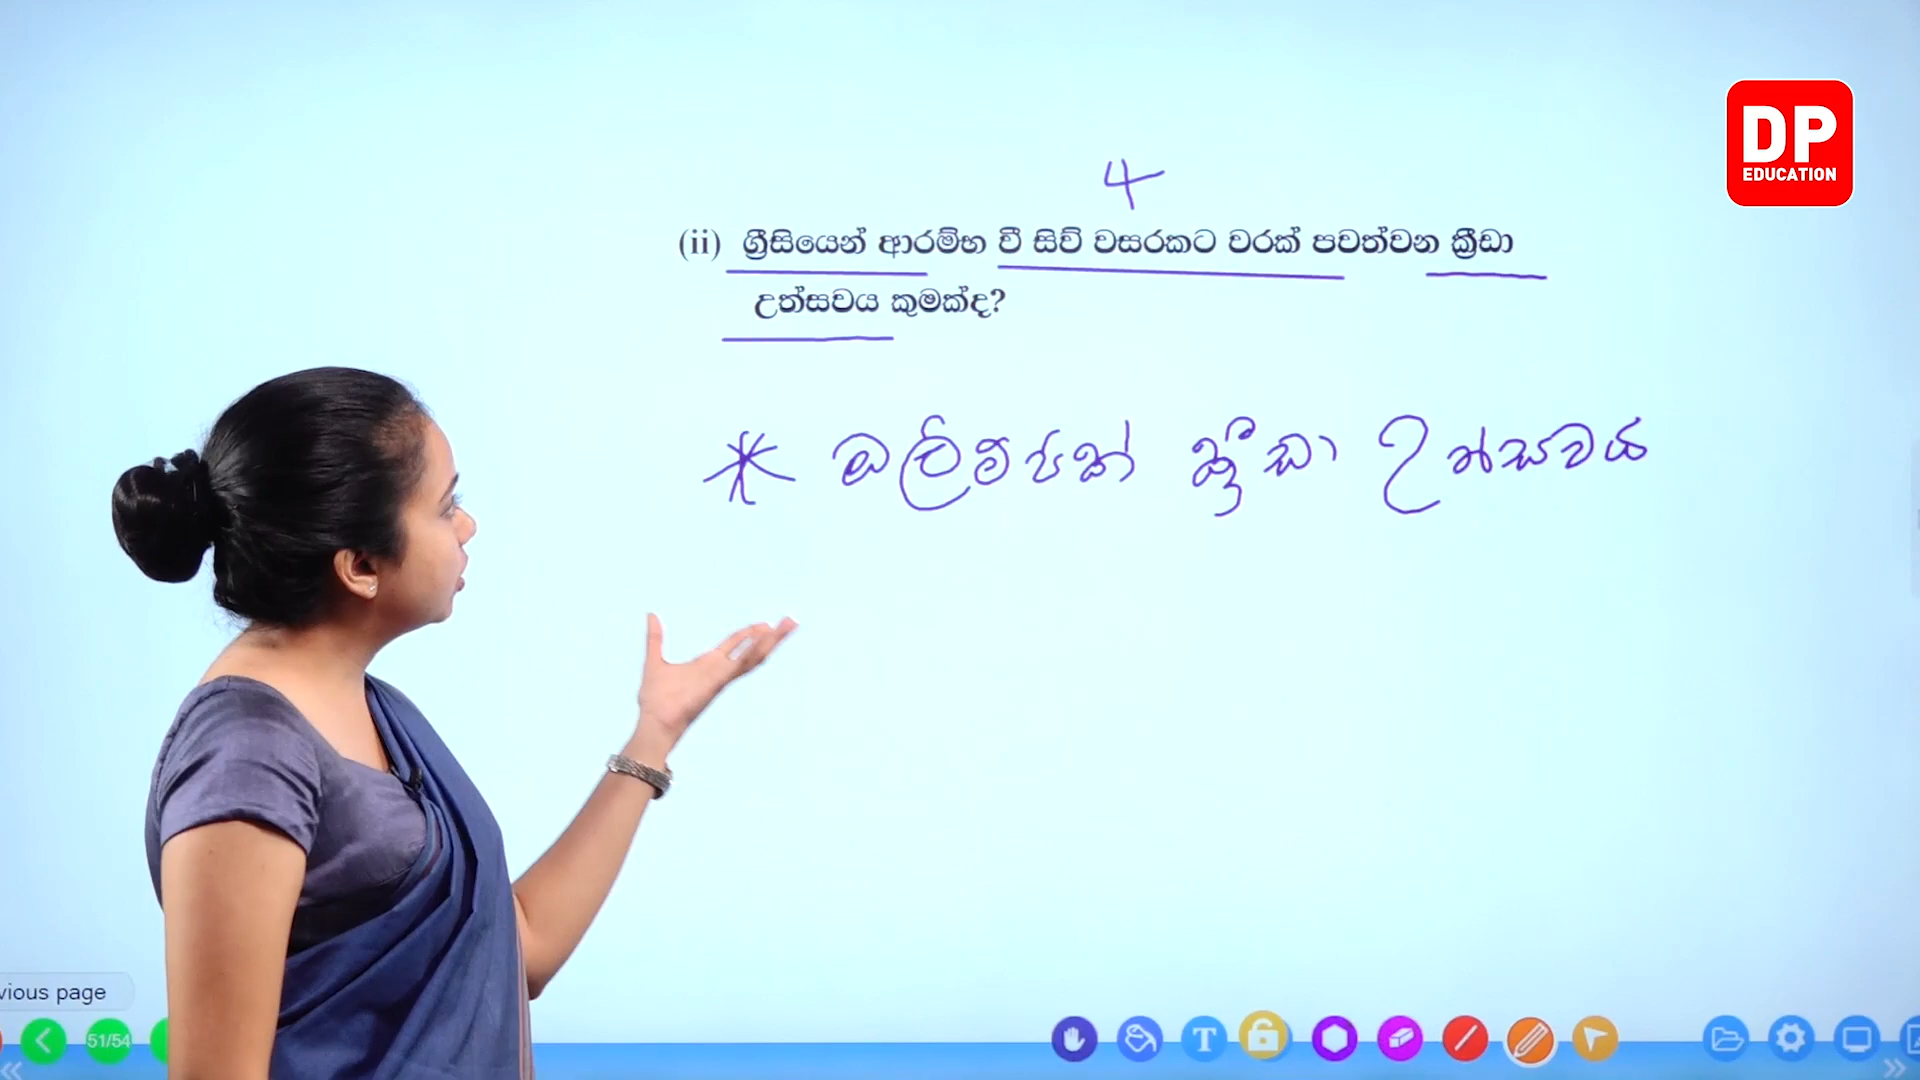 DP
EDUCATION
4
(ii) ග්‍රීසියෙන් ආරම්භ වී සිව් වසරකට වරක් පවත්වන ක්‍රීඩා
උත්සවය කුමක්ද?
* ඔලිම්පික් ක්‍රීඩා උත්සවය
vious page
51/54
T